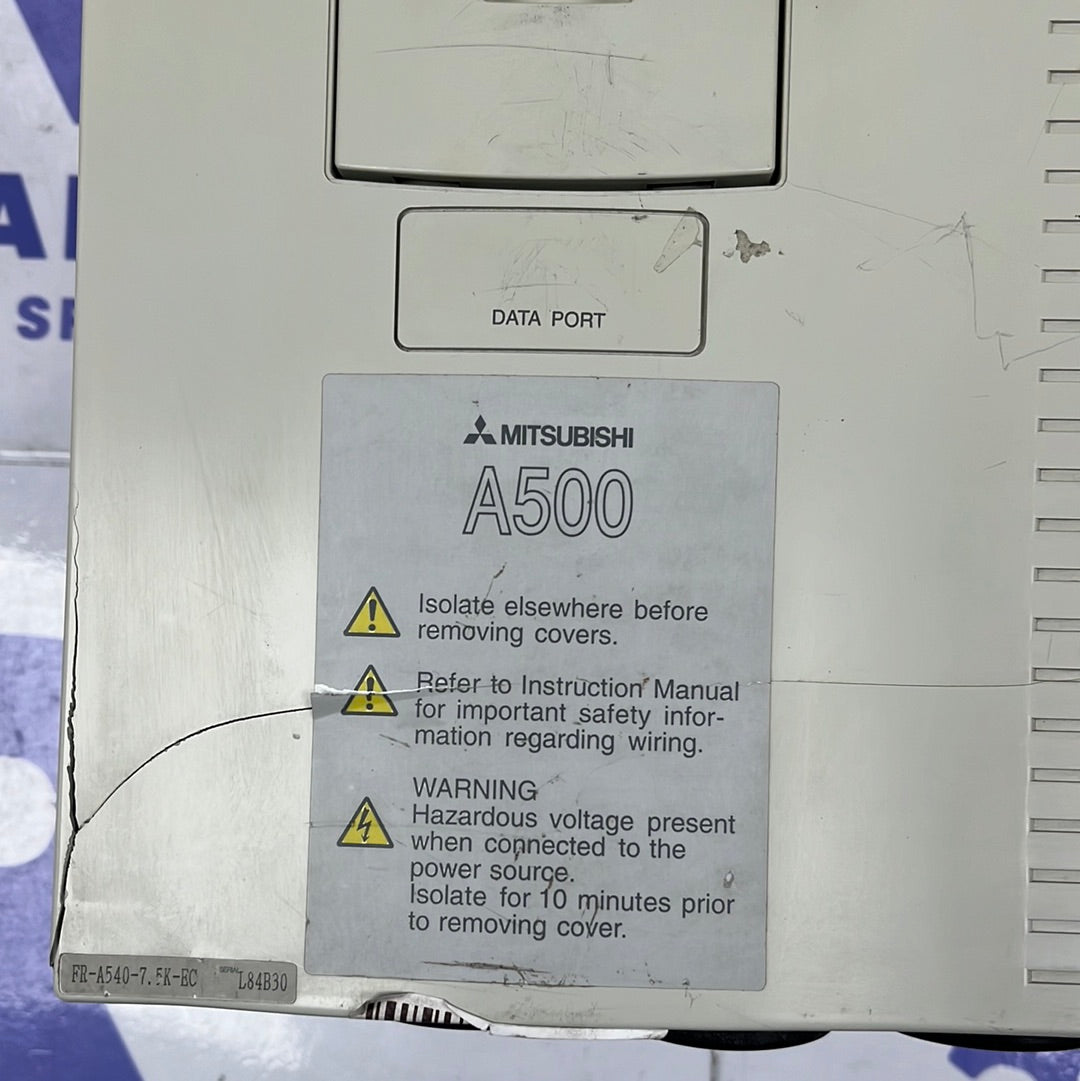 DATA PORT
MITSUBISHI
A500
Isolate elsewhere before
removing covers.
Refer to Instruction Manual
for important safety infor-
mation regarding wiring.
WARNING
Hazardous voltage present
when connected to the
power source.
Isolate for 10 minutes prior
to removing cover.
FR-A540-7.5K-EC SERIAL L84B30